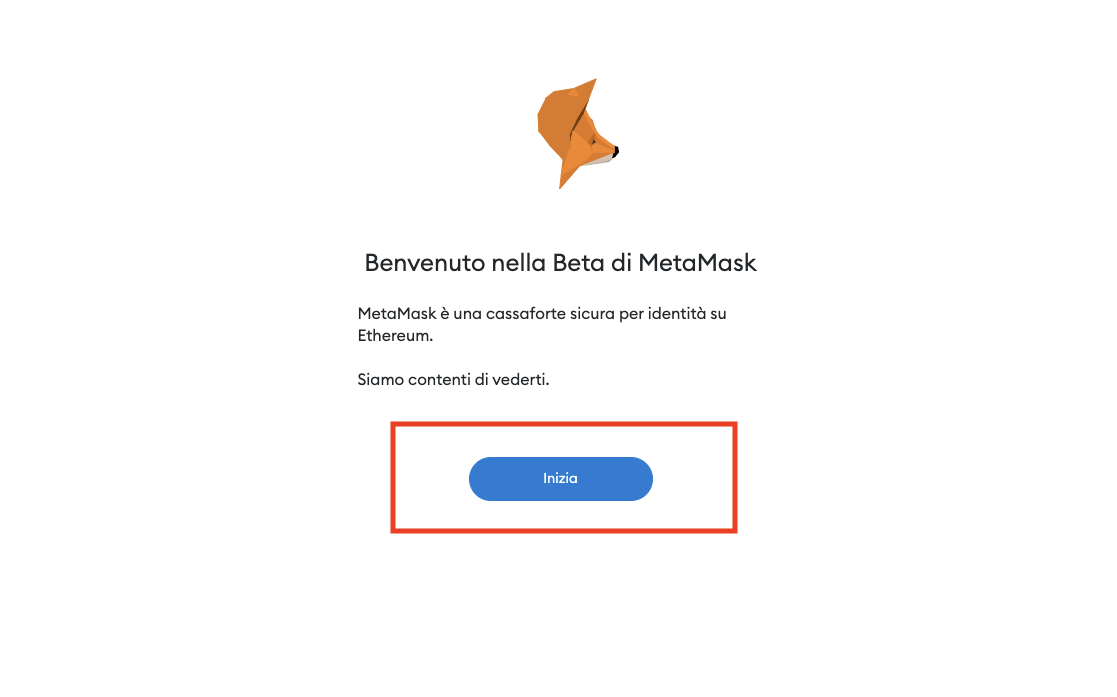 Benvenuto nella Beta di MetaMask
MetaMask è una cassaforte sicura per identità su
Ethereum.
Siamo contenti di vederti.
Inizia